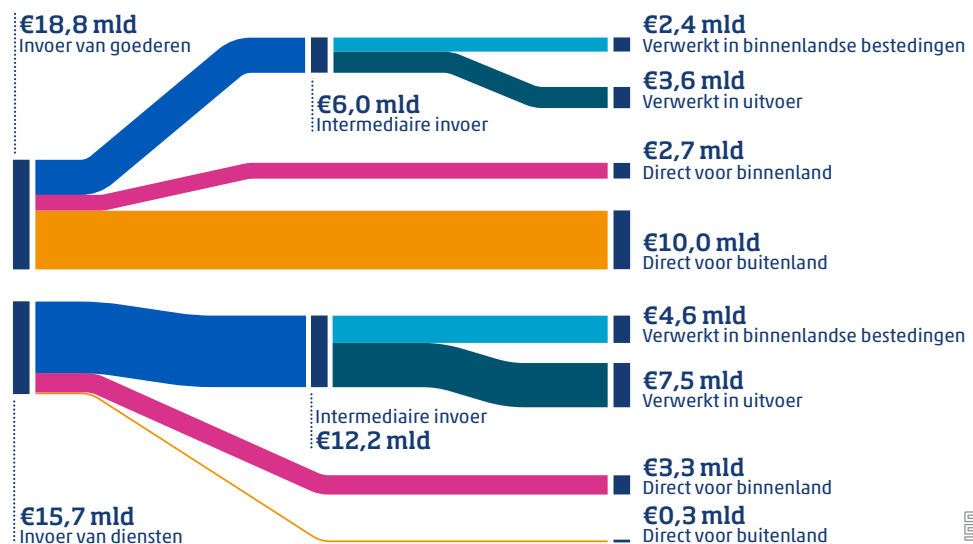 €18,8 mld
Invoer van goederen
€6,0 mld
Intermediaire invoer
€2,4 mld
Verwerkt in binnenlandse bestedingen
€3,6 mld
Verwerkt in uitvoer
€2,7 mld
Direct voor binnenland
€10,0 mld
Direct voor buitenland
€15,7 mld
Invoer van diensten
Intermediaire invoer
€12,2 mld
€4,6 mld
Verwerkt in binnenlandse bestedingen
€7,5 mld
Verwerkt in uitvoer
€3,3 mld
Direct voor binnenland
€0,3 mld
Direct voor buitenland